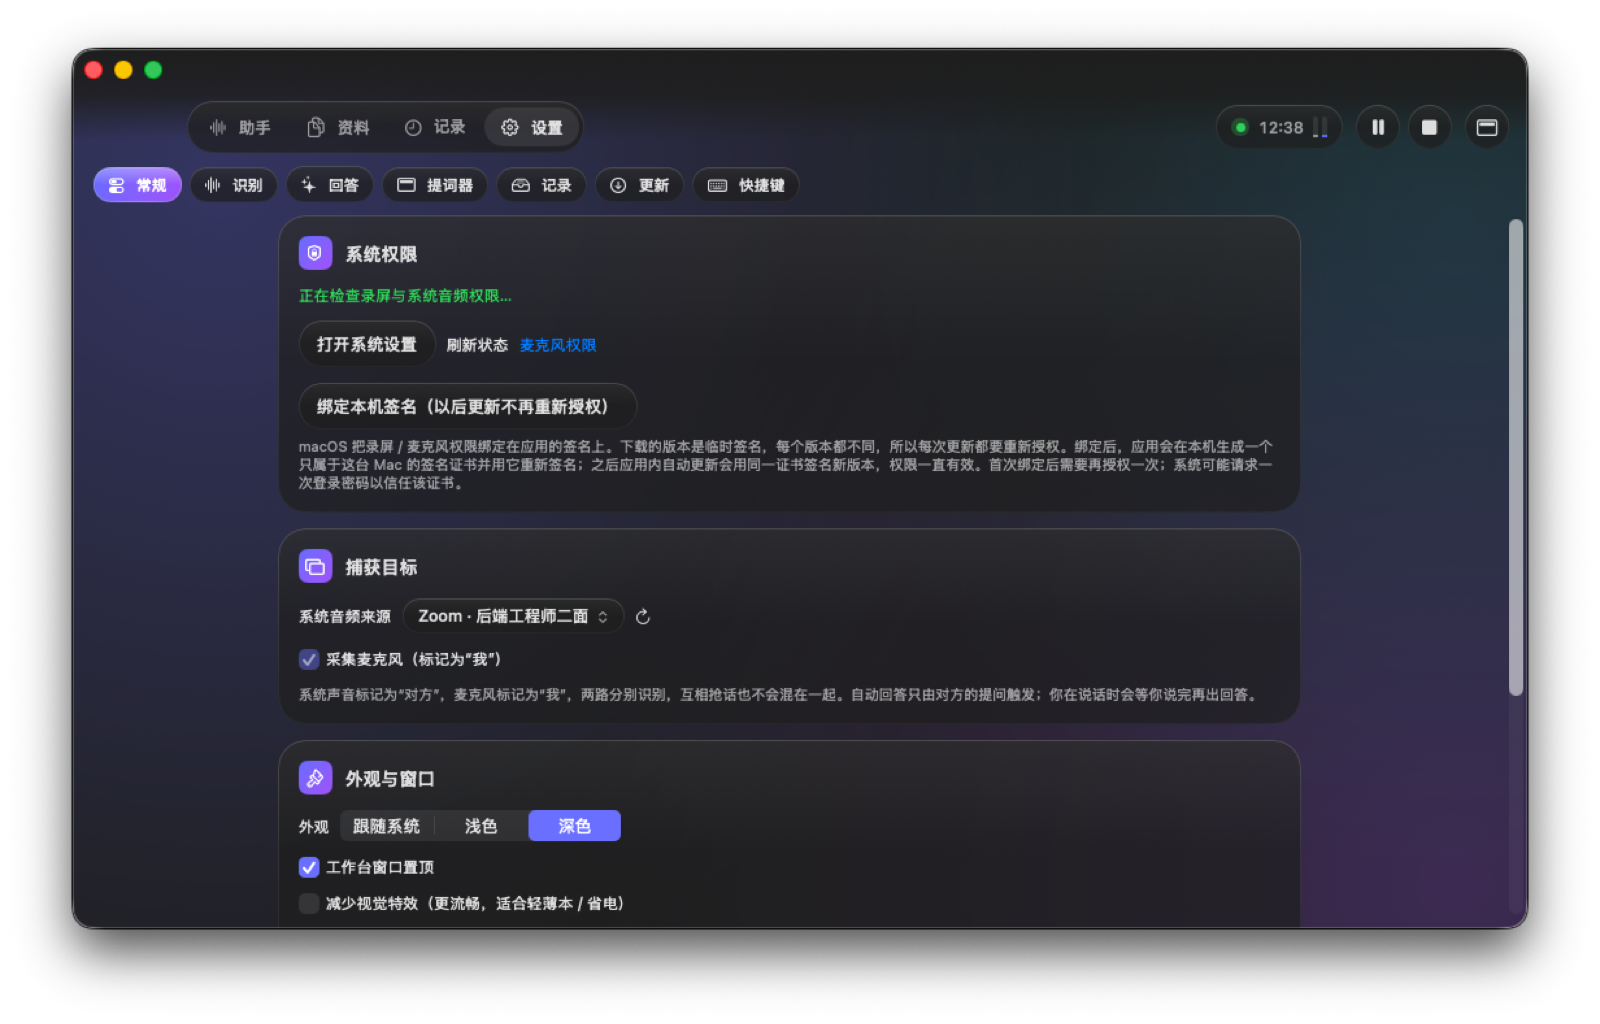 助手 资料 记录 设置 12:38
常规 识别 回答 提词器 记录 更新 快捷键
系统权限
正在检查录屏与系统音频权限...
打开系统设置 刷新状态 麦克风权限
绑定本机签名（以后更新不再重新授权）
macOS 把录屏 / 麦克风权限绑定在应用的签名上。下载的版本是临时签名，每个版本都不同，所以每次更新都要重新授权。绑定后，应用会在本机生成一个
只属于这台 Mac 的签名证书并用它重新签名；之后应用内自动更新会用同一证书签名新版本，权限一直有效。首次绑定后需要再授权一次；系统可能请求一
次登录密码以信任该证书。
捕获目标
系统音频来源 Zoom · 后端工程师二面
采集麦克风（标记为“我”）
系统声音标记为“对方”，麦克风标记为“我”，两路分别识别，互相抢话也不会混在一起。自动回答只由对方的提问触发；你在说话时会等你说完再出回答。
外观与窗口
外观 跟随系统 浅色 深色
工作台窗口置顶
减少视觉特效（更流畅，适合轻薄本 / 省电）